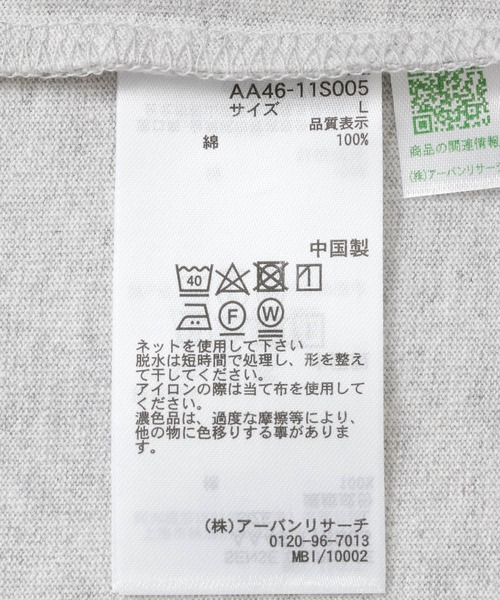 AA46-11S005
サイズ L
品質表示
綿 100%
中国製
40
F W
ネットを使用して下さい
脱水は短時間で処理し、形を整え
て干してください。
アイロンの際は当て布を使用して
ください。
濃色品は、過度な摩擦等により、
他の物に色移りする事がありま
す。
(株)アーバンリサーチ
0120-96-7013
MBI/10002
商品の関連情報
(株)アーバンリサーチ